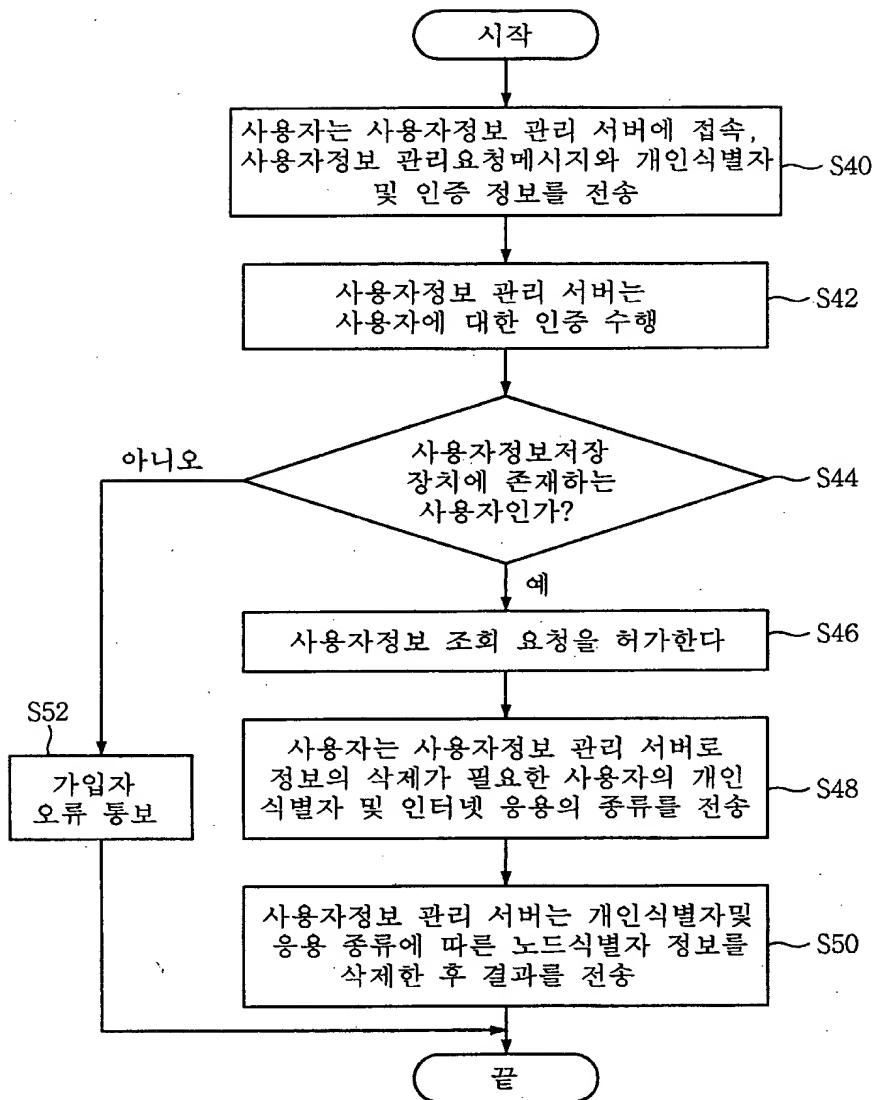 시작
사용자는 사용자정보 관리 서버에 접속,
사용자정보 관리요청메시지와 개인식별자
및 인증 정보를 전송
S40
사용자정보 관리 서버는
사용자에 대한 인증 수행
S42
아니오
사용자정보저장
장치에 존재하는
사용자인가?
S44
예
사용자정보 조회 요청을 허가한다
S46
S52
가입자
오류 통보
사용자는 사용자정보 관리 서버로
정보의 삭제가 필요한 사용자의 개인
식별자 및 인터넷 응용의 종류를 전송
S48
사용자정보 관리 서버는 개인식별자및
응용 종류에 따른 노드식별자 정보를
삭제한 후 결과를 전송
S50
끝